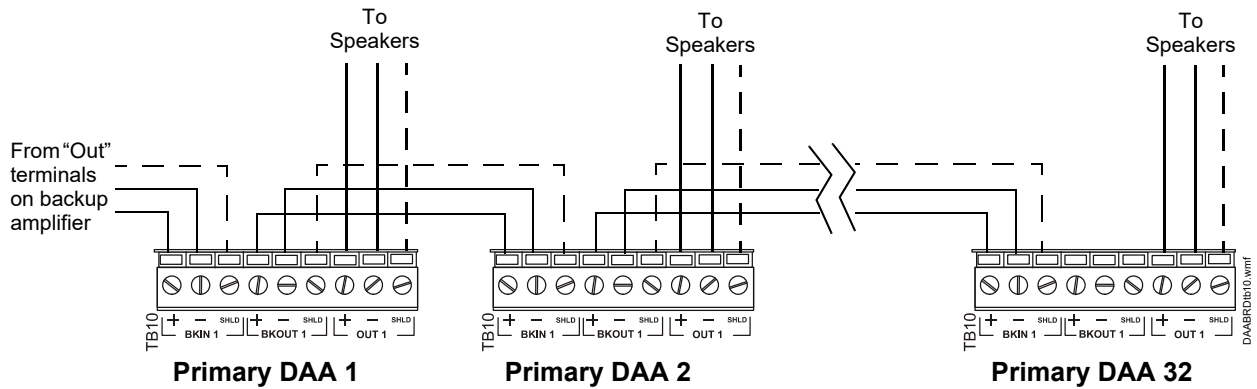 To
Speakers
To
Speakers
To
Speakers
From “Out”
terminals
on backup
amplifier
TB10
+ − SHLD + − SHLD + − SHLD
BKIN 1 BKOUT 1 OUT 1
TB10
+ − SHLD + − SHLD + − SHLD
BKIN 1 BKOUT 1 OUT 1
TB10
+ − SHLD + − SHLD + − SHLD
BKIN 1 BKOUT 1 OUT 1
DAABRDtb10.wmf
Primary DAA 1
Primary DAA 2
Primary DAA 32